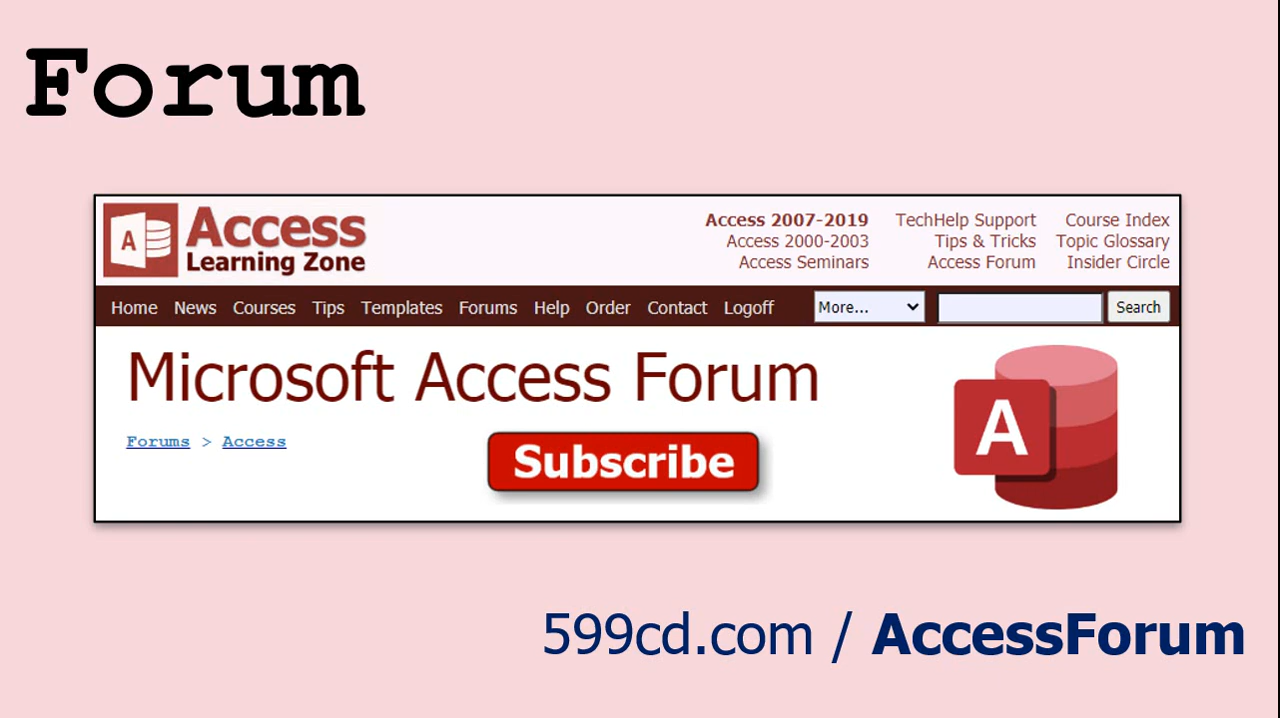 Forum
A Access
Learning Zone
Access 2007-2019 TechHelp Support Course Index
Access 2000-2003 Tips & Tricks Topic Glossary
Access Seminars Access Forum Insider Circle
Home News Courses Tips Templates Forums Help Order Contact Logoff More... Search
Microsoft Access Forum
Forums > Access
Subscribe
A
599cd.com / AccessForum